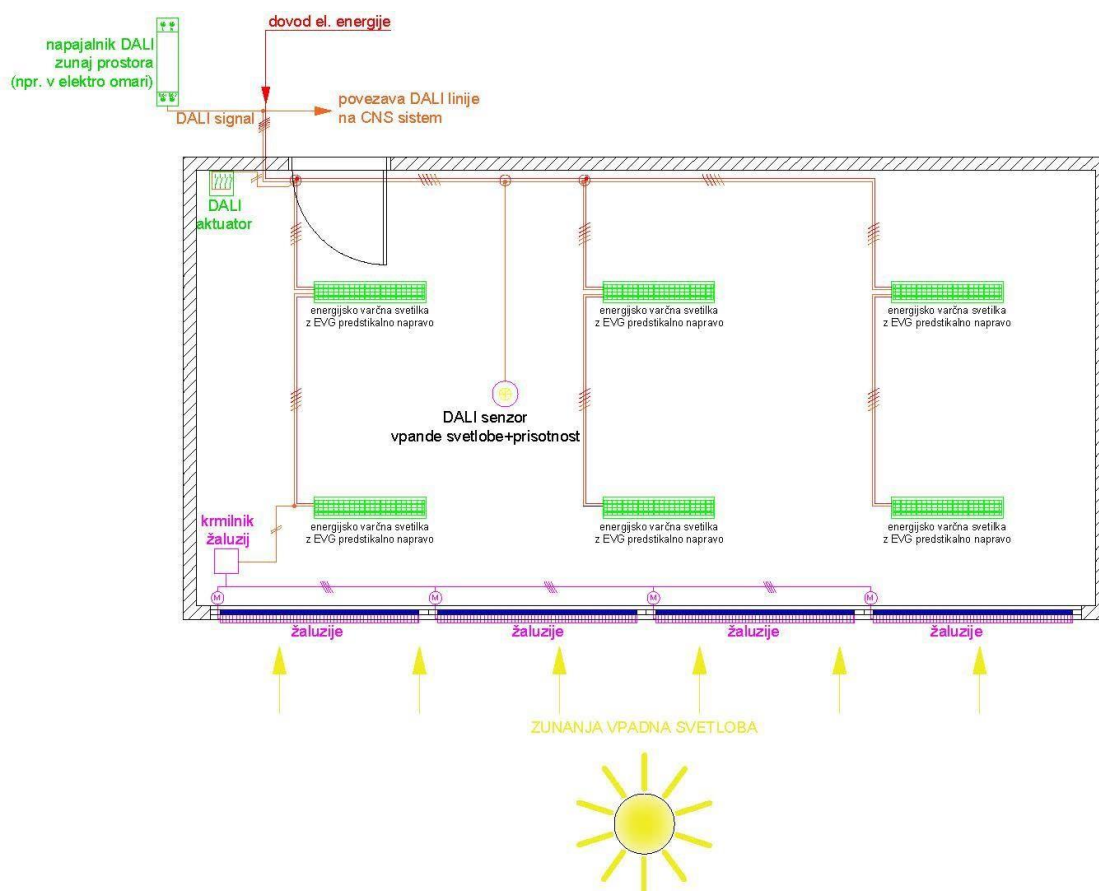 dovod el. energije
napajalnik DALI
zunaj prostora
(npr. v elektro omari)
DALI signal
povezava DALI linije
na CNS sistem
DALI
aktuator
energijsko varčna svetilka
z EVG predstikalno napravo
energijsko varčna svetilka
z EVG predstikalno napravo
energijsko varčna svetilka
z EVG predstikalno napravo
DALI senzor
vpande svetlobe+prisotnost
energijsko varčna svetilka
z EVG predstikalno napravo
energijsko varčna svetilka
z EVG predstikalno napravo
energijsko varčna svetilka
z EVG predstikalno napravo
krmilnik
žaluzij
M
M
M
M
žaluzije
žaluzije
žaluzije
žaluzije
ZUNANJA VPADNA SVETLOBA